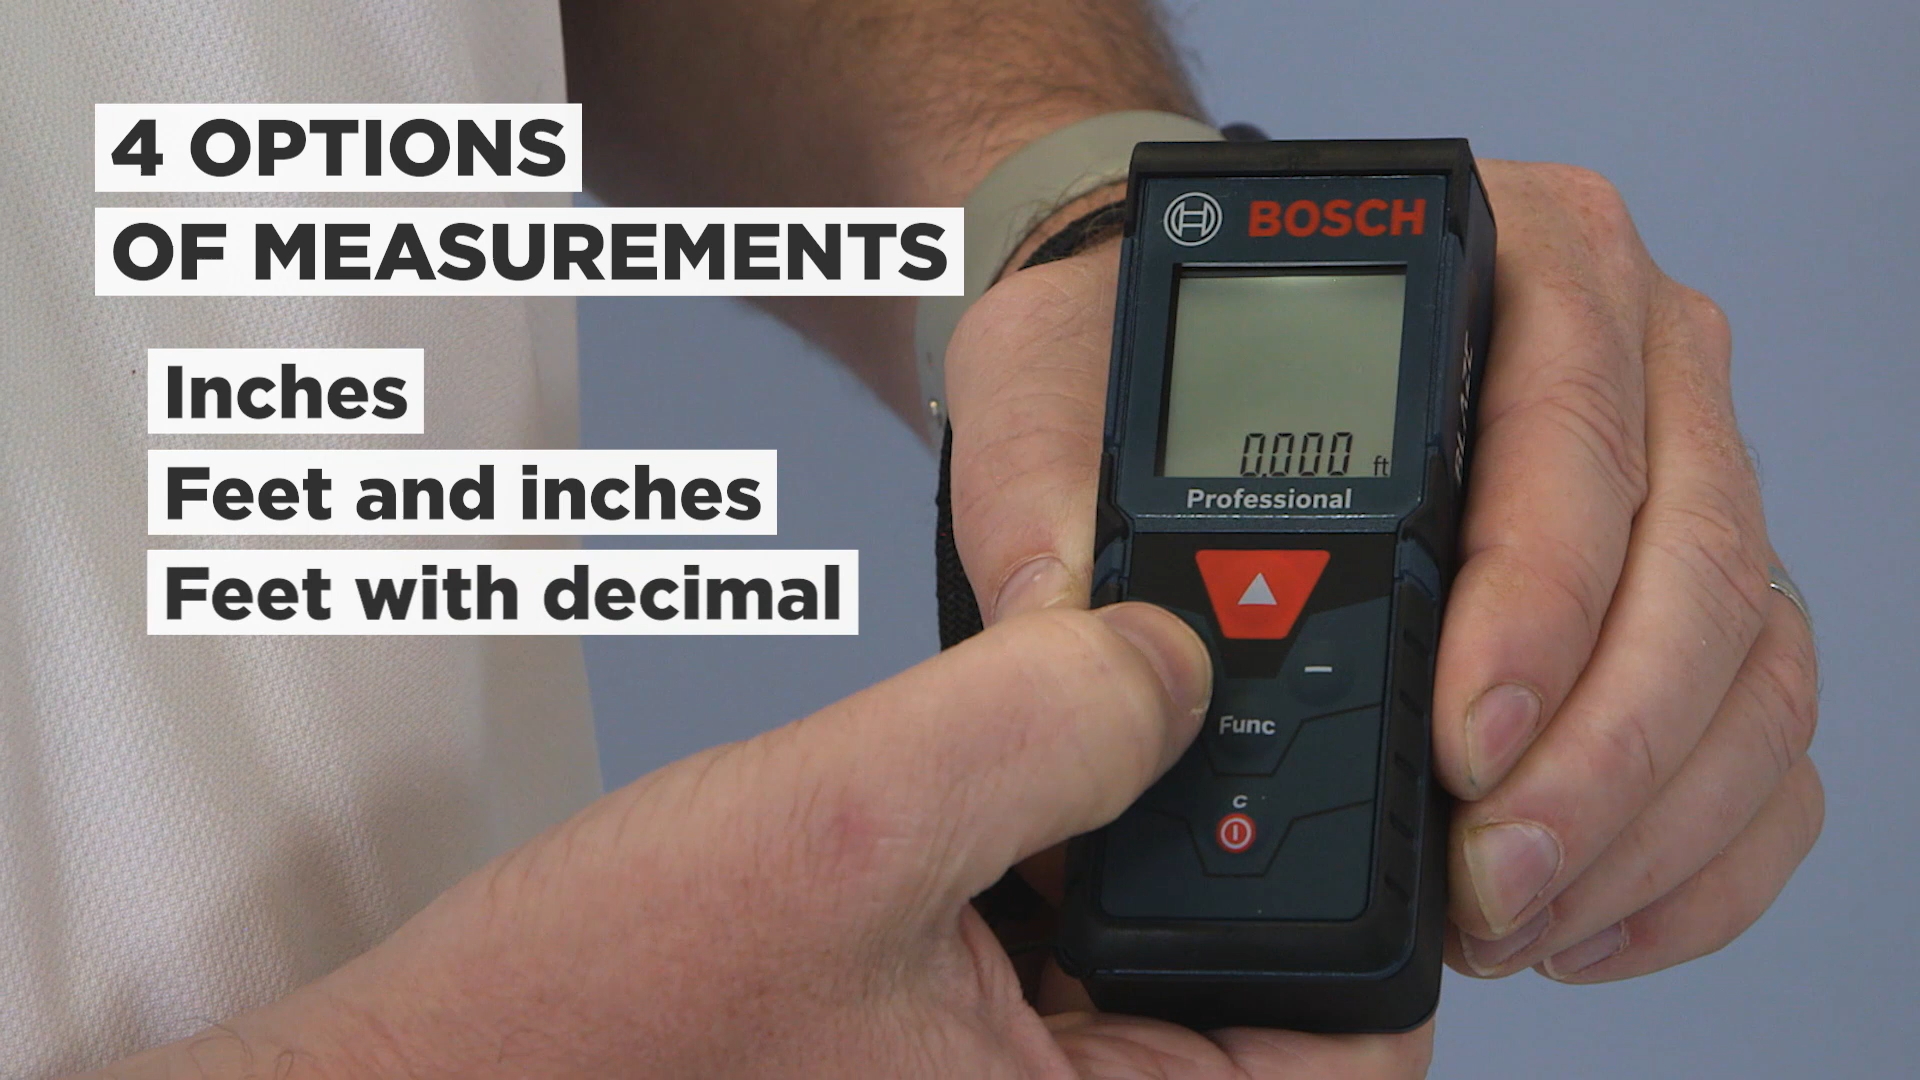 4 OPTIONS
OF MEASUREMENTS
Inches
Feet and inches
Feet with decimal
BOSCH
0.000 ft
Professional
Func
C